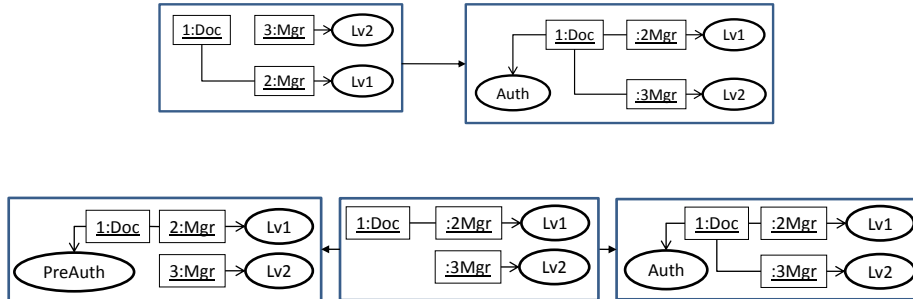 1:Doc 3:Mgr Lv2
2:Mgr Lv1
1:Doc :2Mgr Lv1
Auth :3Mgr Lv2
1:Doc 2:Mgr Lv1
PreAuth 3:Mgr Lv2
1:Doc :2Mgr Lv1
:3Mgr Lv2
1:Doc :2Mgr Lv1
Auth :3Mgr Lv2